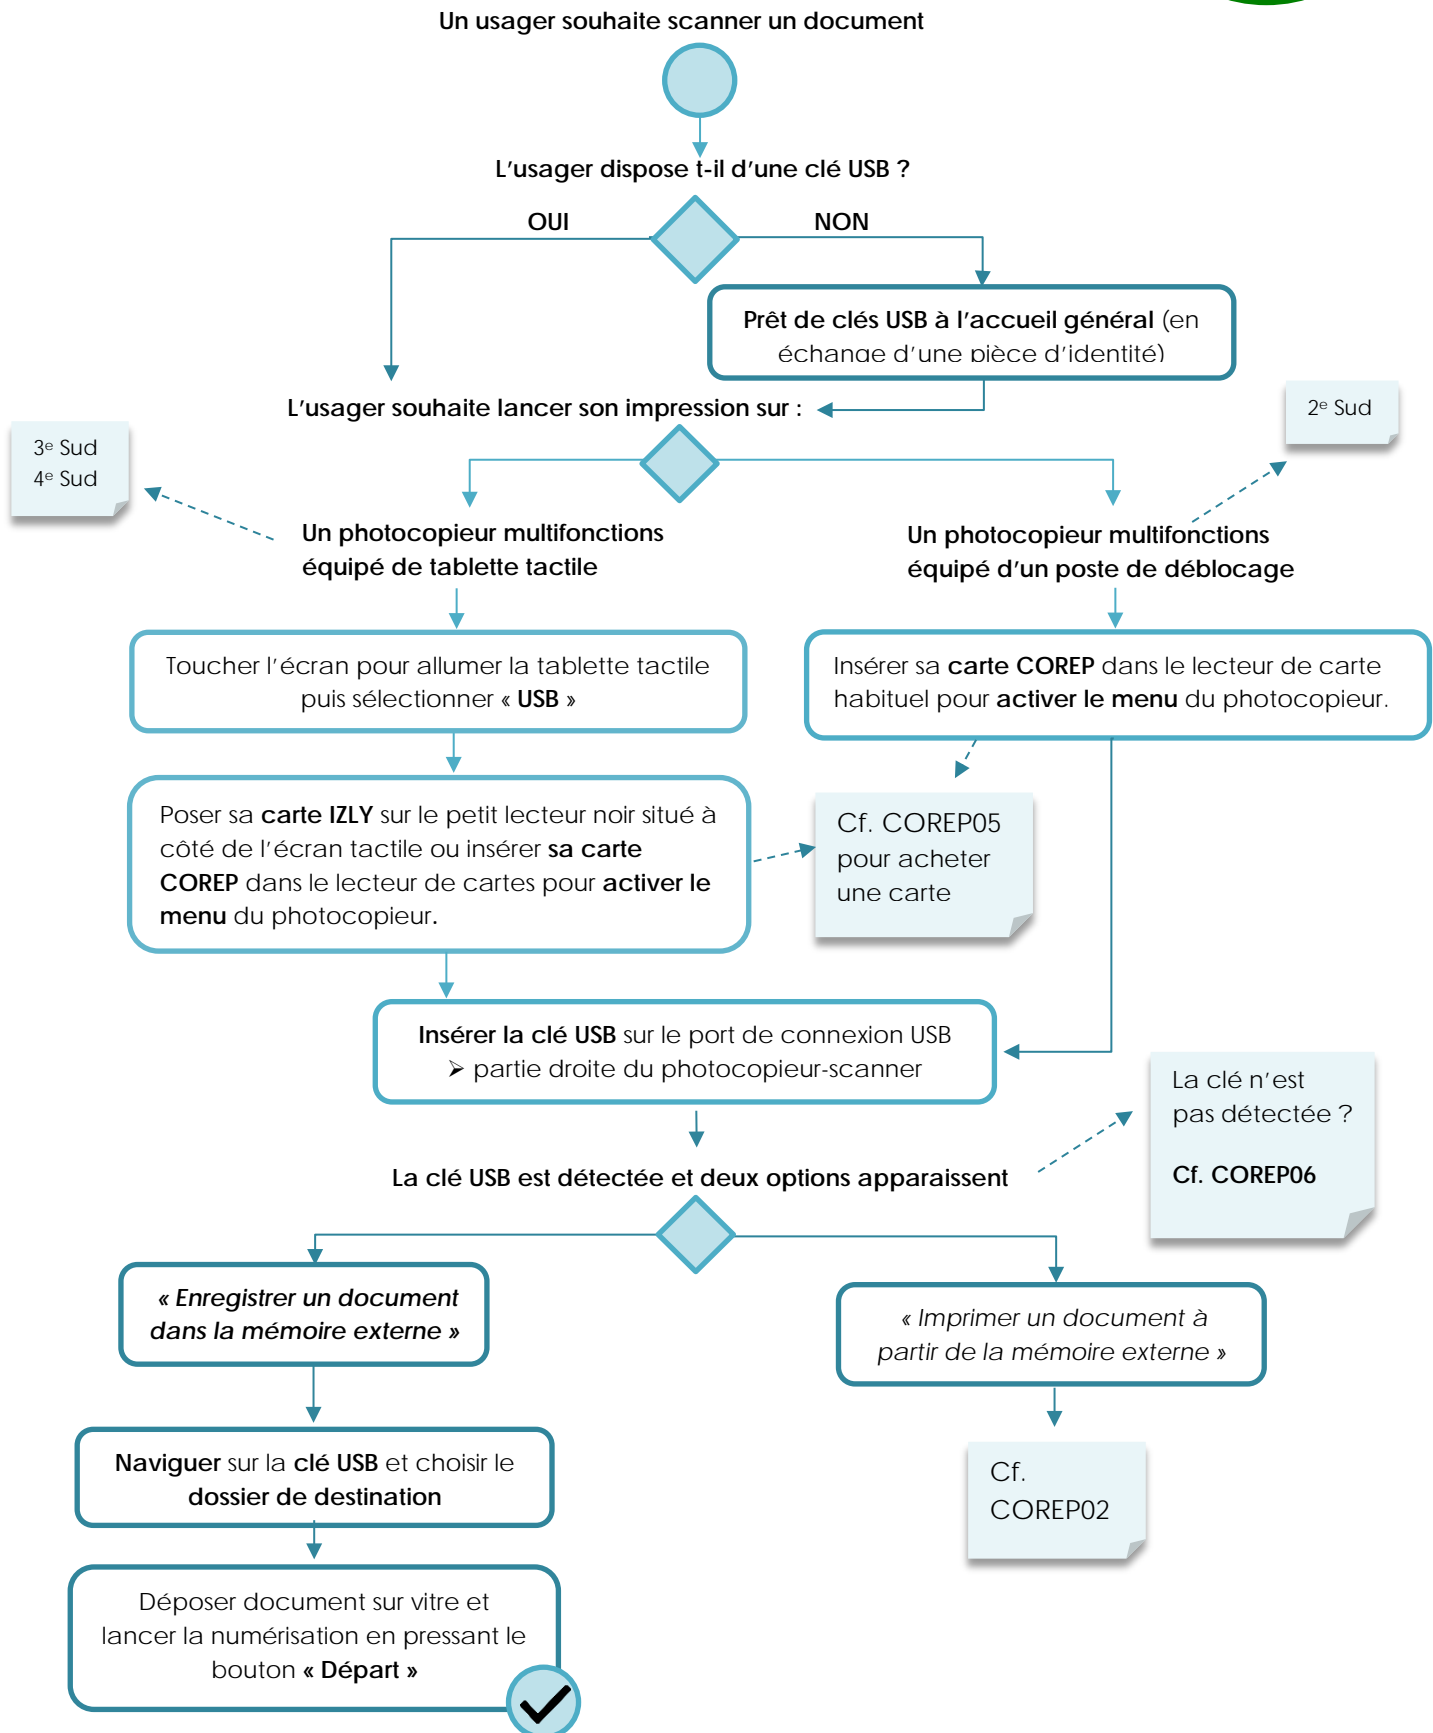 Un usager souhaite scanner un document
L'usager dispose t-il d'une clé USB ?
OUI
NON
Prêt de clés USB à l'accueil général (en
échange d'une pièce d'identité)
L'usager souhaite lancer son impression sur :
2e Sud
3e Sud
4e Sud
Un photocopieur multifonctions
équipé de tablette tactile
Un photocopieur multifonctions
équipé d'un poste de déblocage
Toucher l'écran pour allumer la tablette tactile
puis sélectionner « USB »
Insérer sa carte COREP dans le lecteur de carte
habituel pour activer le menu du photocopieur.
Poser sa carte IZLY sur le petit lecteur noir situé à
côté de l'écran tactile ou insérer sa carte
COREP dans le lecteur de cartes pour activer le
menu du photocopieur.
Cf. COREP05
pour acheter
une carte
Insérer la clé USB sur le port de connexion USB
➢ partie droite du photocopieur-scanner
La clé n'est
pas détectée ?
Cf. COREP06
La clé USB est détectée et deux options apparaissent
« Enregistrer un document
dans la mémoire externe »
« Imprimer un document à
partir de la mémoire externe »
Naviguer sur la clé USB et choisir le
dossier de destination
Cf.
COREP02
Déposer document sur vitre et
lancer la numérisation en pressant le
bouton « Départ »